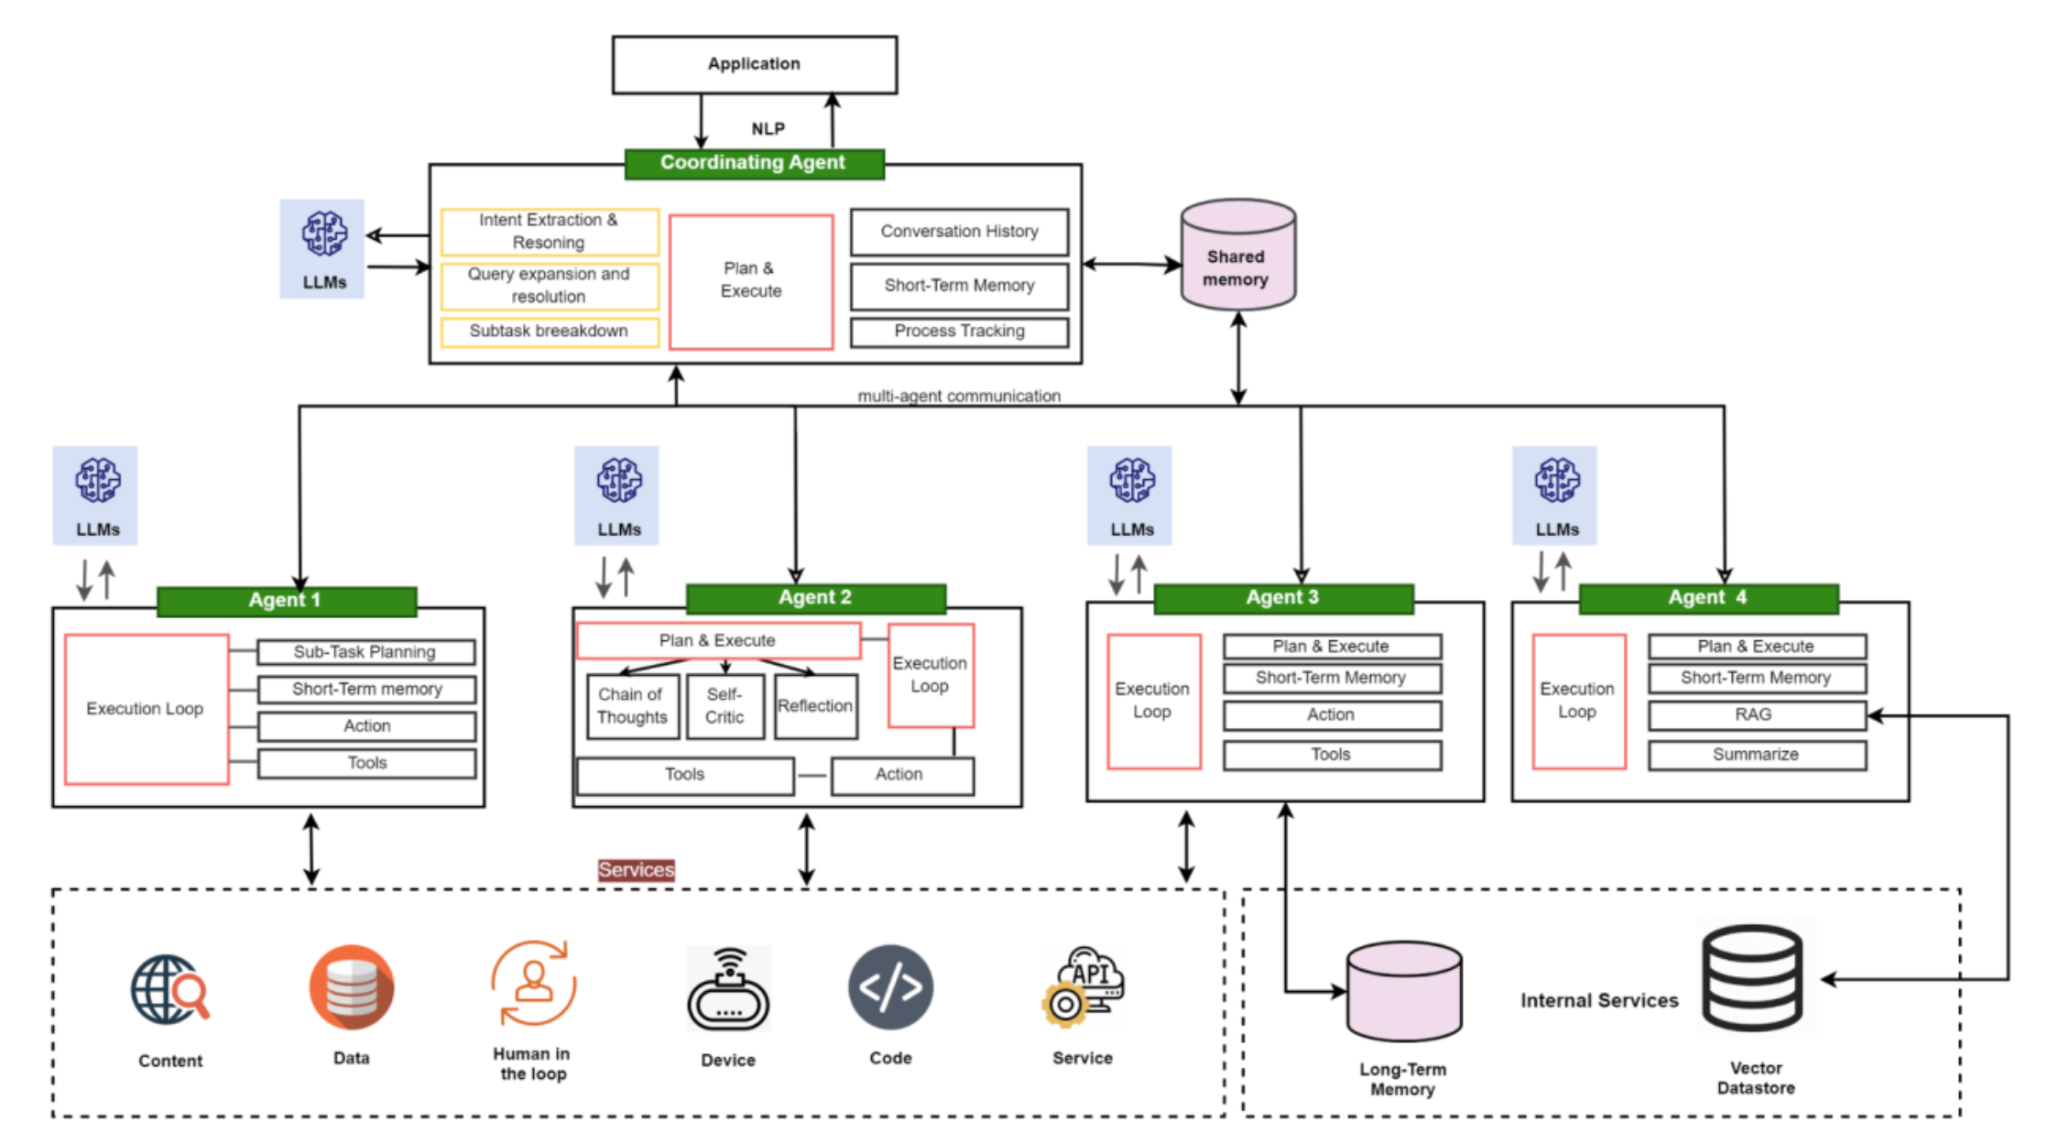 Application
NLP
Coordinating Agent
Intent Extraction &
Resoning
Query expansion and
resolution
Subtask breeakdown
Plan &
Execute
Conversation History
Short-Term Memory
Process Tracking
LLMs
Shared
memory
multi-agent communication
LLMs
LLMs
LLMs
LLMs
Agent 1
Execution Loop
Sub-Task Planning
Short-Term memory
Action
Tools
Agent 2
Plan & Execute
Execution
Loop
Chain of
Thoughts
Self-
Critic
Reflection
Tools
Action
Agent 3
Execution
Loop
Plan & Execute
Short-Term Memory
Action
Tools
Agent 4
Execution
Loop
Plan & Execute
Short-Term Memory
RAG
Summarize
Services
Content
Data
Human in
the loop
Device
Code
API
Service
Long-Term
Memory
Internal Services
Vector
Datastore